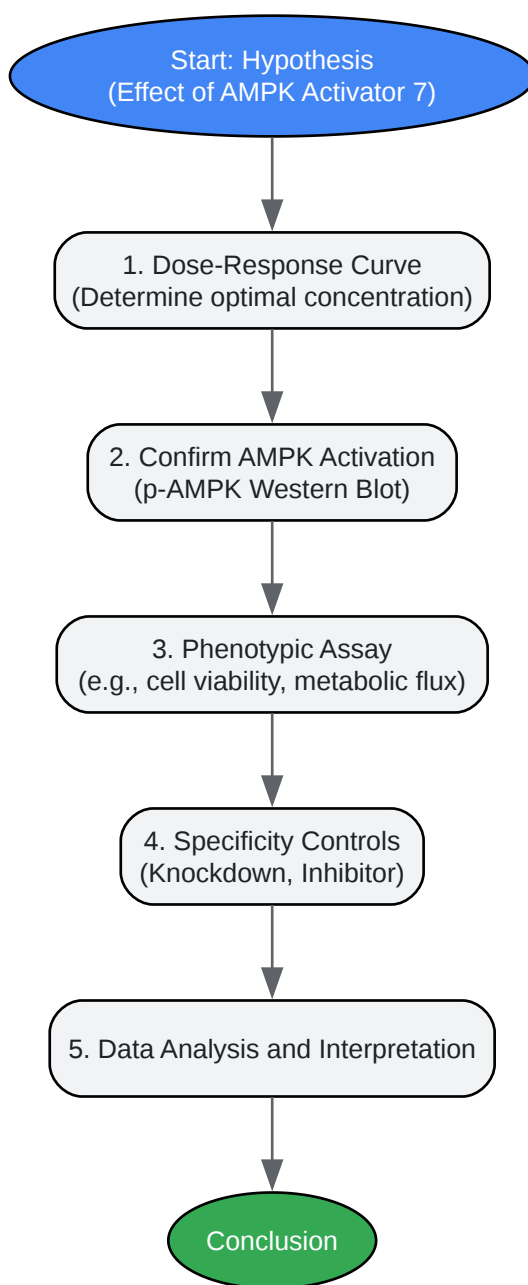 Start: Hypothesis
(Effect of AMPK Activator 7)
1. Dose-Response Curve
(Determine optimal concentration)
2. Confirm AMPK Activation
(p-AMPK Western Blot)
3. Phenotypic Assay
(e.g., cell viability, metabolic flux)
4. Specificity Controls
(Knockdown, Inhibitor)
5. Data Analysis and Interpretation
Conclusion